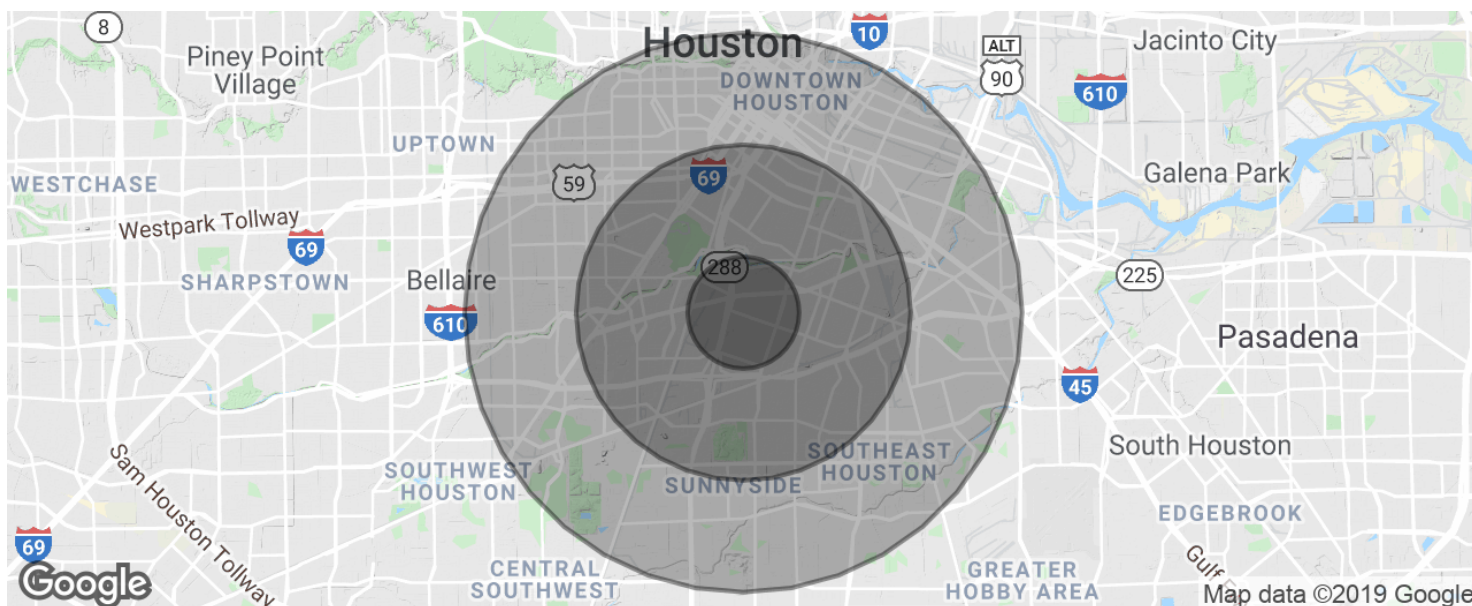 8
Piney Point
Village
Houston
10
ALT
90
Jacinto City
610
DOWNTOWN
HOUSTON
UPTOWN
59
69
WESTCHASE
Galena Park
Westpark Tollway
69
288
225
SHARPSTOWN
Bellaire
610
Pasadena
45
SOUTHWEST
HOUSTON
SOUTHEAST
HOUSTON
SUNNYSIDE
South Houston
Sam Houston Tollway
EDGEBROOK
69
Google
CENTRAL
SOUTHWEST
GREATER
HOBBY AREA
Gulf
Map data ©2019 Google